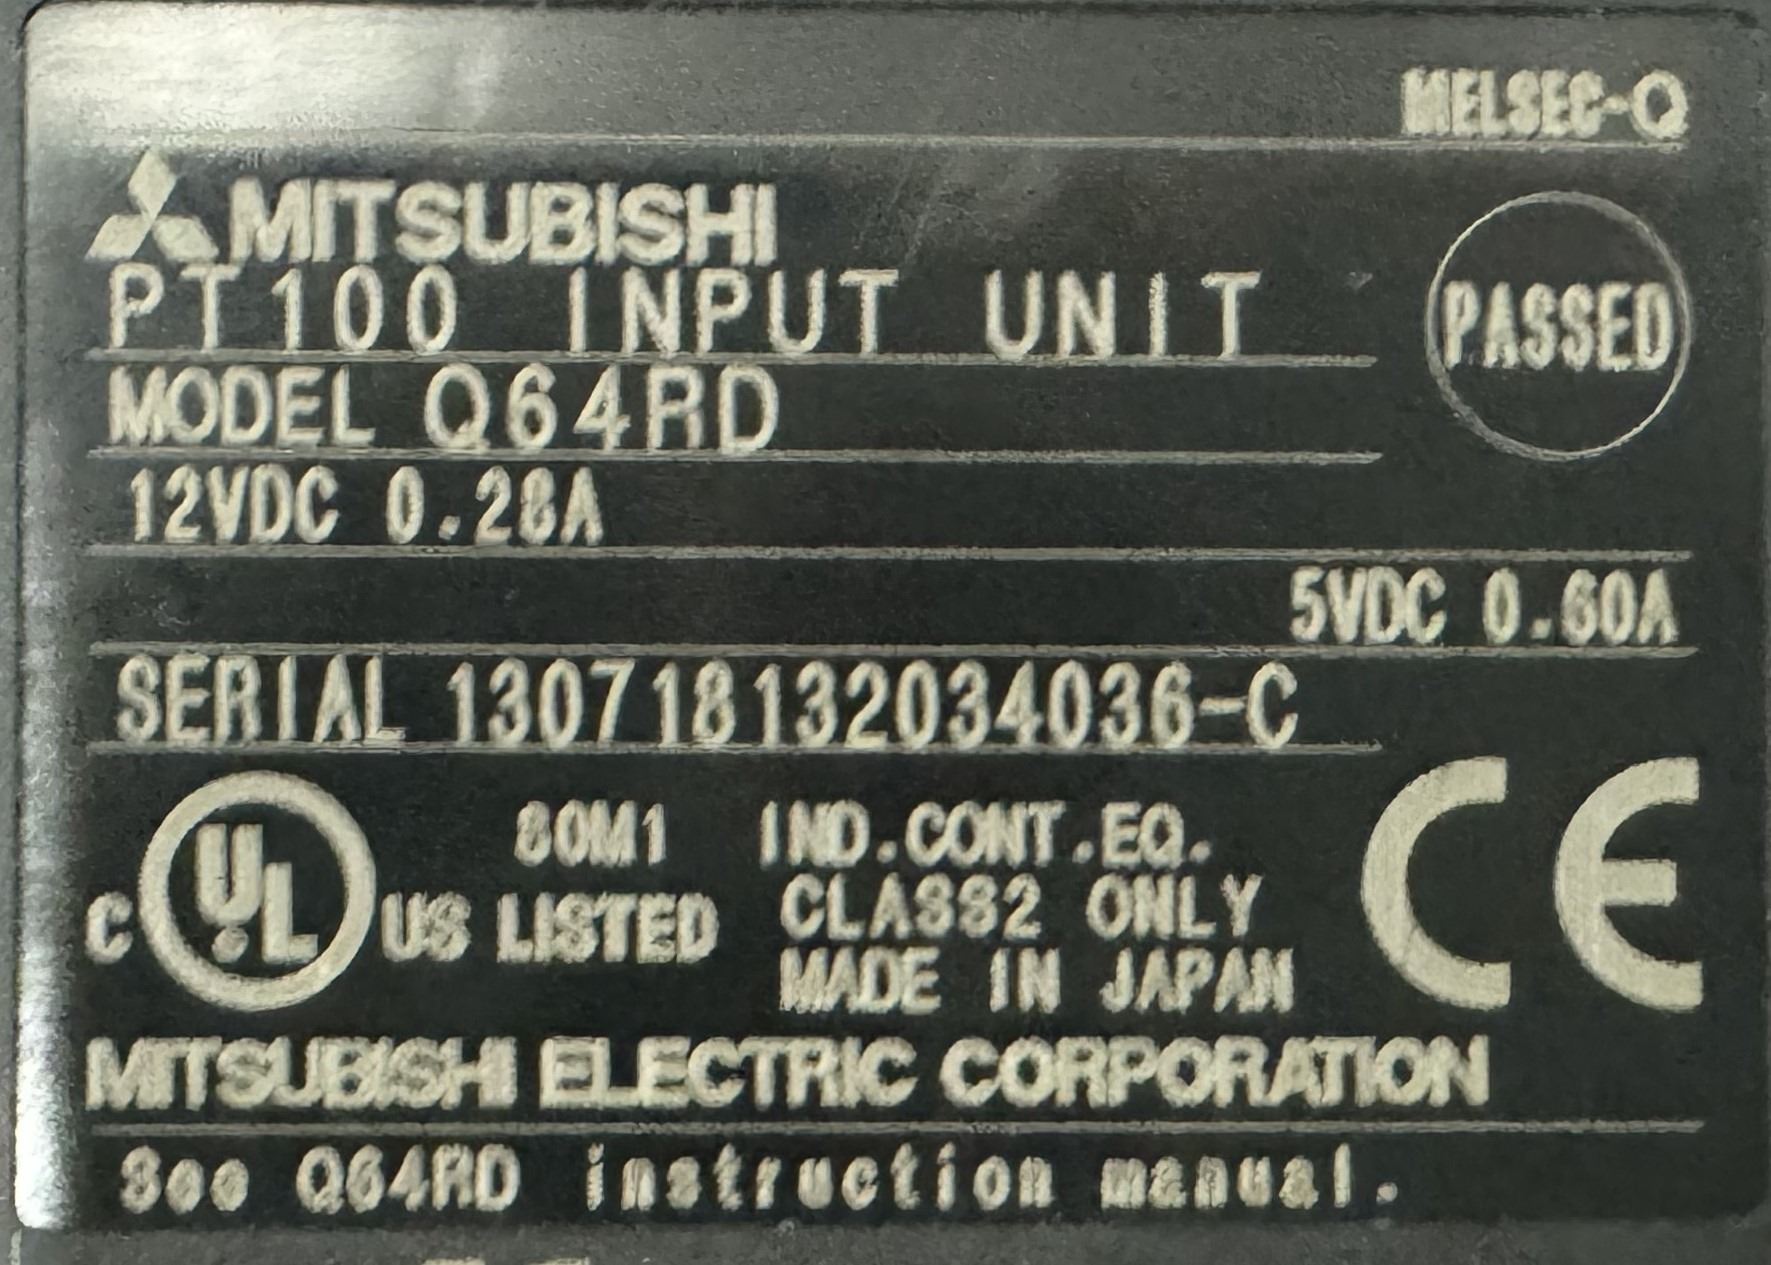 MELSEC-Q
MITSUBISHI
PT100 INPUT UNIT
PASSED
MODEL Q64RD
12VDC 0.28A
5VDC 0.60A
SERIAL 130718132034036-C
C UL US LISTED
80M1 IND.CONT.EQ.
CLASS2 ONLY
MADE IN JAPAN
CE
MITSUBISHI ELECTRIC CORPORATION
See Q64RD instruction manual.